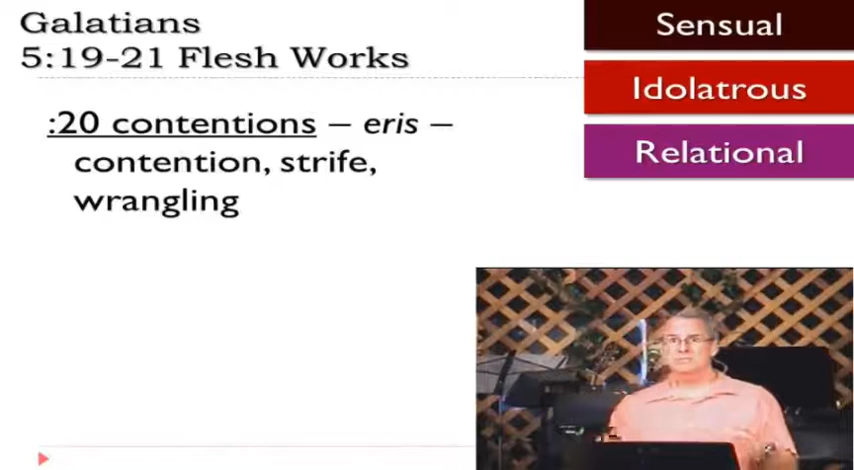 Galatians
5:19-21 Flesh Works
:20 contentions – eris –
contention, strife,
wrangling
Sensual
Idolatrous
Relational